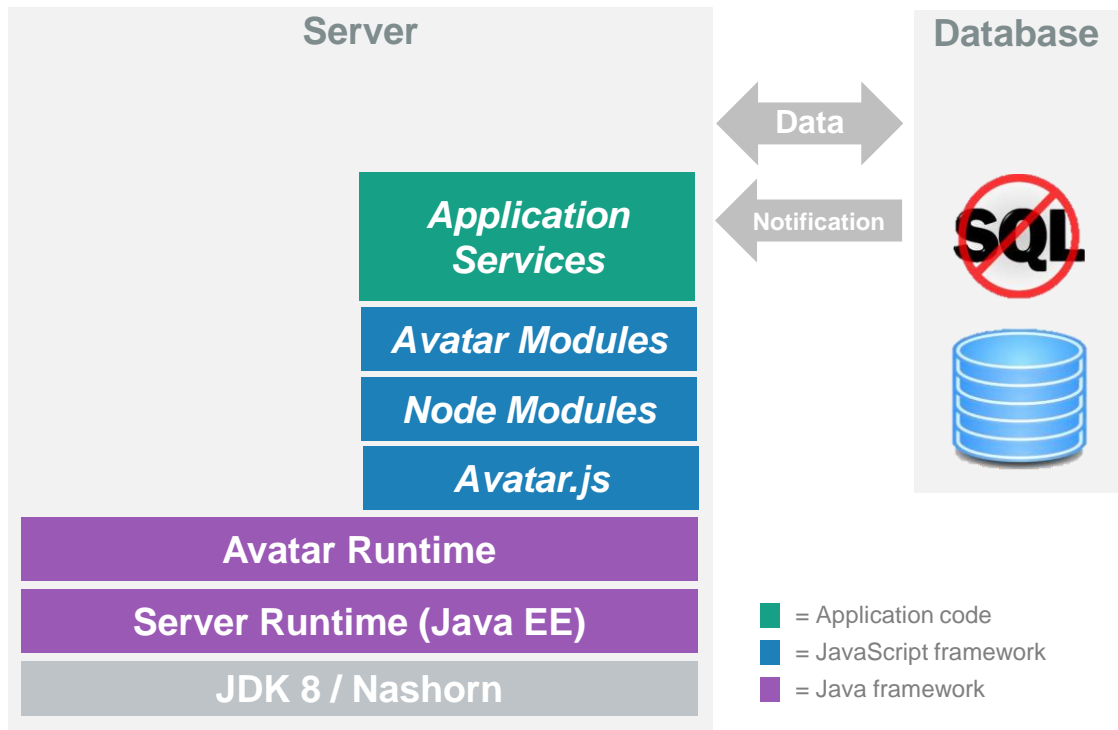 Server
Database
Data
Notification
SQL
Application
Services
Avatar Modules
Node Modules
Avatar.js
Avatar Runtime
Server Runtime (Java EE)
JDK 8 / Nashorn
= Application code
= JavaScript framework
= Java framework